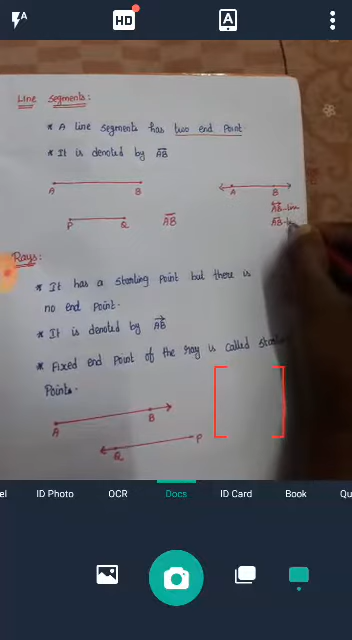 A
HD
A
Line Segments:
* A line segments has two end point
* It is denoted by A̅B̅
A B
A B
P Q A̅B̅
AB-line
AB-
Rays:
* It has a starting point but there is
no end point.
* It is denoted by AB→
* Fixed end point of the ray is called
Point.
A B
Q P
ID Photo OCR Docs ID Card Book